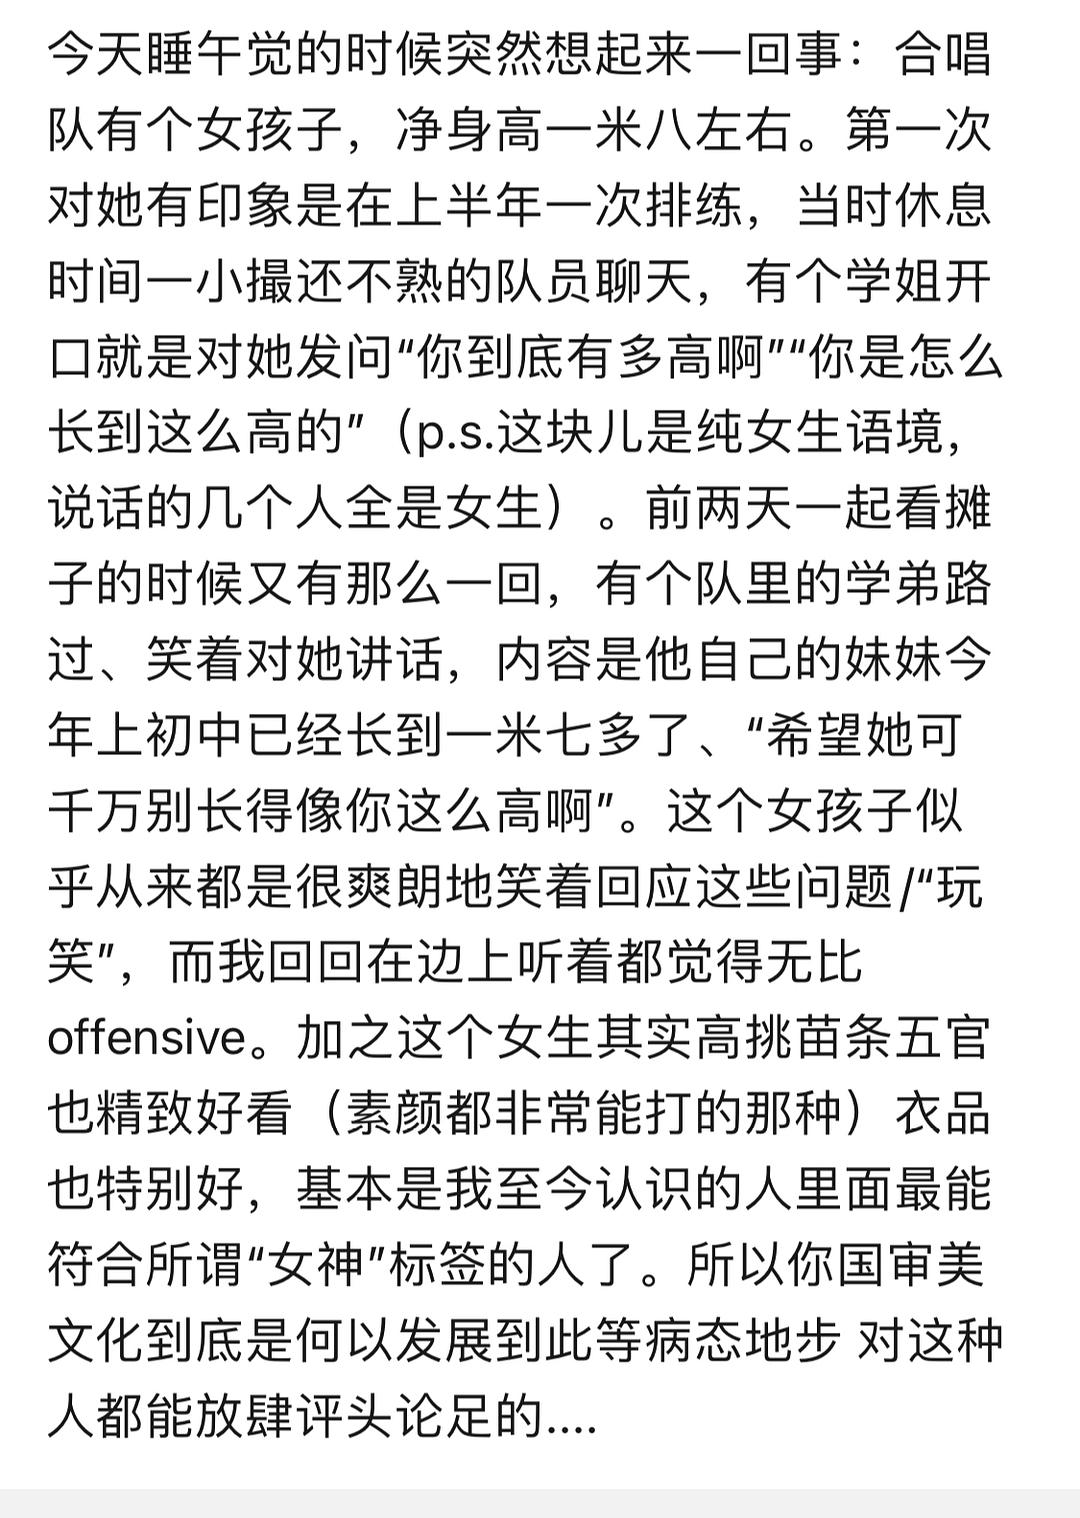 今天睡午觉的时候突然想起来一回事：合唱
队有个女孩子，净身高一米八左右。第一次
对她有印象是在上半年一次排练，当时休息
时间一小撮还不熟的队员聊天，有个学姐开
口就是对她发问“你到底有多高啊”“你是怎么
长到这么高的”（p.s.这块儿是纯女生语境，
说话的几个人全是女生）。前两天一起看摊
子的时候又有那么一回，有个队里的学弟路
过、笑着对她讲话，内容是他自己的妹妹今
年上初中已经长到一米七多了、“希望她可
千万别长得像你这么高啊”。这个女孩子似
乎从来都是很爽朗地笑着回应这些问题/“玩
笑”，而我回回在边上听着都觉得无比
offensive。加之这个女生其实高挑苗条五官
也精致好看（素颜都非常能打的那种）衣品
也特别好，基本是我至今认识的人里面最能
符合所谓“女神”标签的人了。所以你国审美
文化到底是何以发展到此等病态地步 对这种
人都能放肆评头论足的....